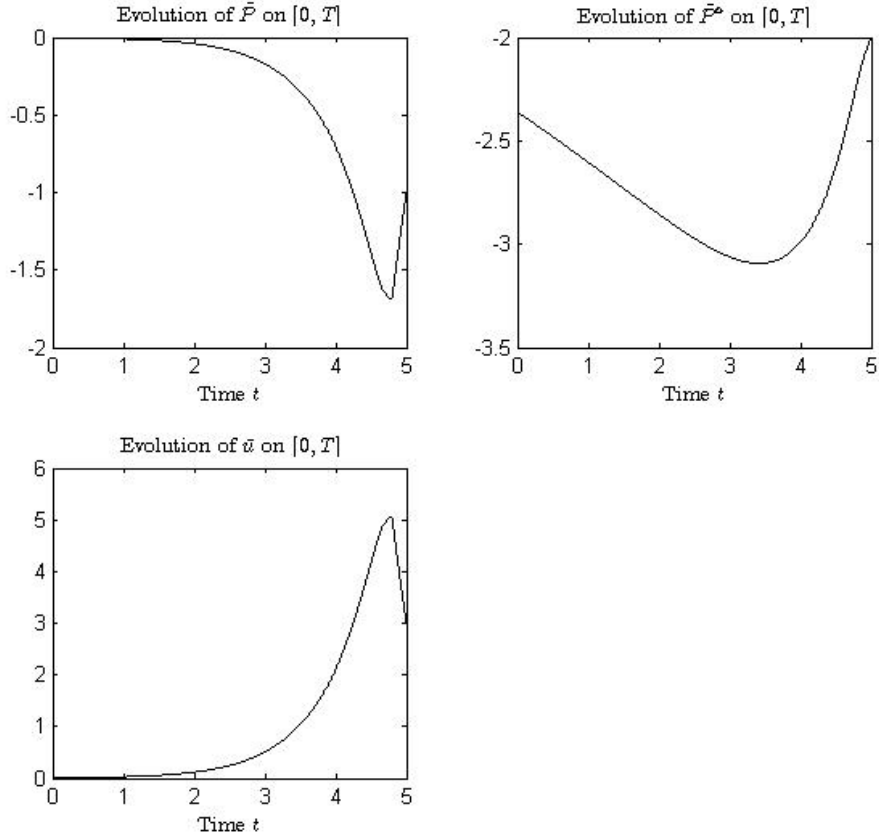 Evolution of P̄ on [0, T]
0
-0.5
-1
-1.5
-2
0 1 2 3 4 5
Time t
Evolution of P̄^Δ on [0, T]
-2
-2.5
-3
-3.5
0 1 2 3 4 5
Time t
Evolution of ū on [0, T]
6
5
4
3
2
1
0
0 1 2 3 4 5
Time t